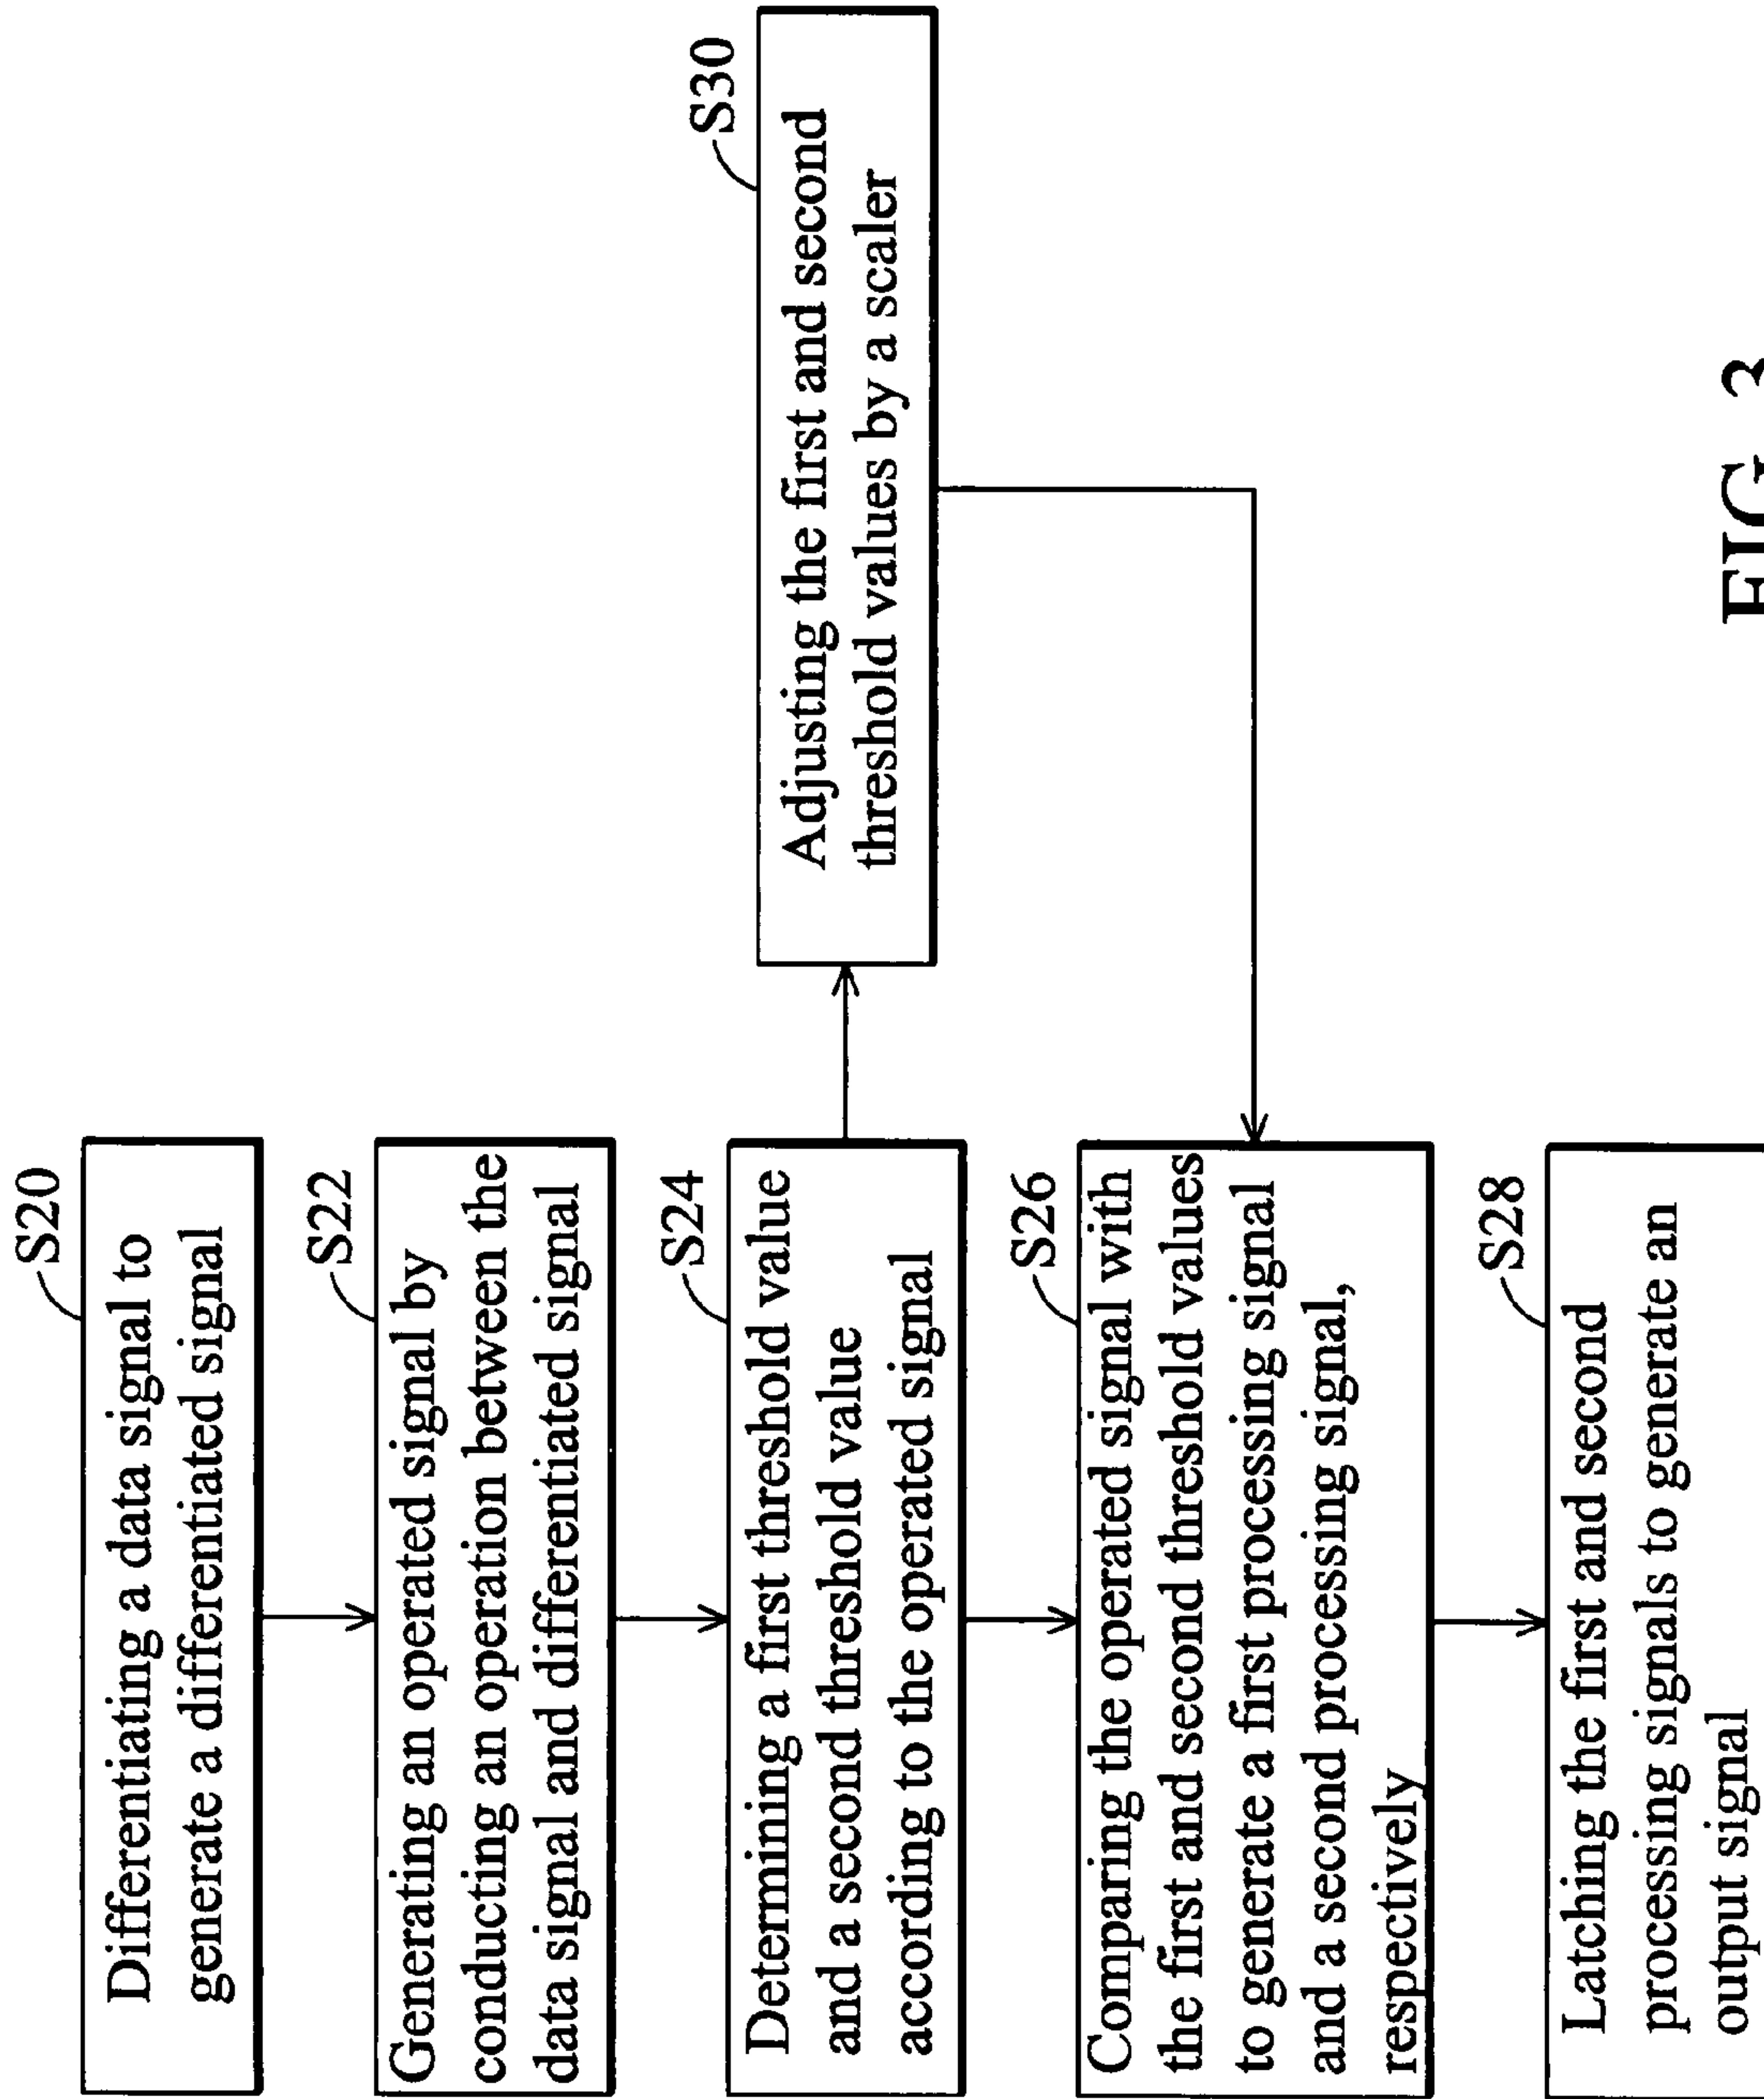 S20
Differentiating a data signal to
generate a differentiated signal
S22
Generating an operated signal by
conducting an operation between the
data signal and differentiated signal
S24
Determining a first threshold value
and a second threshold value
according to the operated signal
S30
Adjusting the first and second
threshold values by a scaler
S26
Comparing the operated signal with
the first and second threshold values
to generate a first processing signal
and a second processing signal,
respectively
S28
Latching the first and second
processing signals to generate an
output signal
FIG. 3